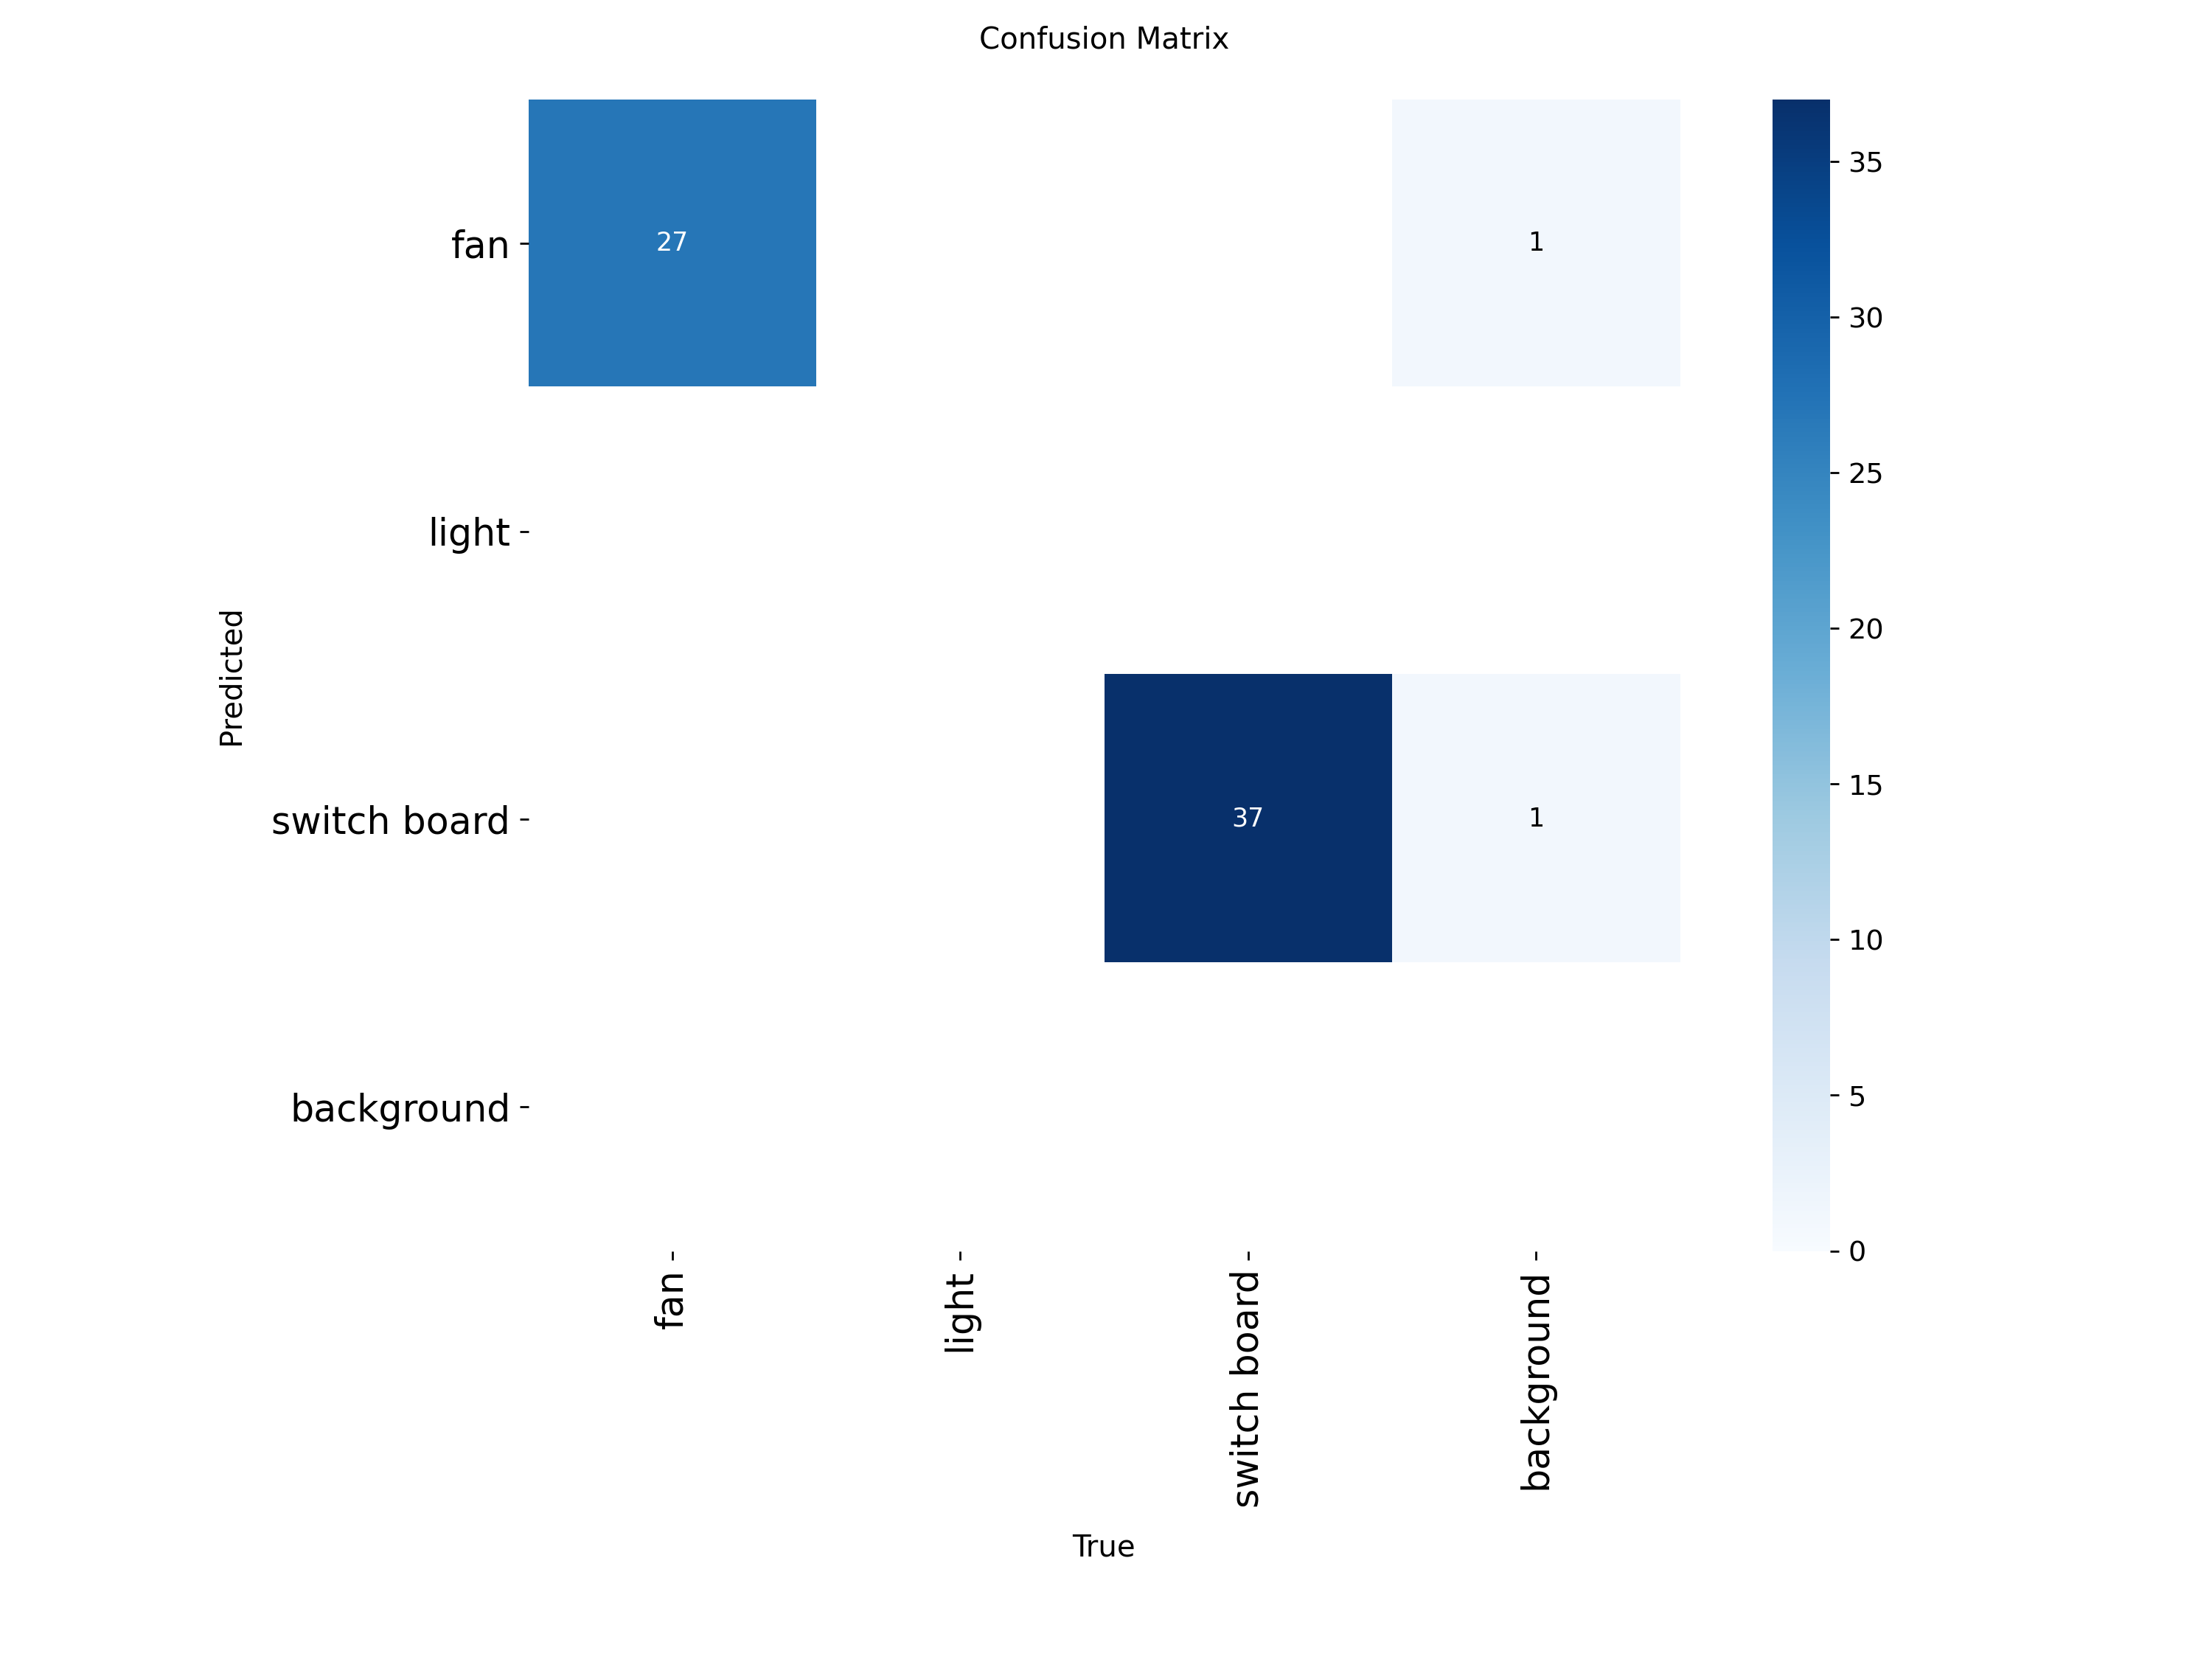 Confusion Matrix
fan
27
1
light
switch board
37
1
background
Predicted
fan
light
switch board
background
True
35
30
25
20
15
10
5
0